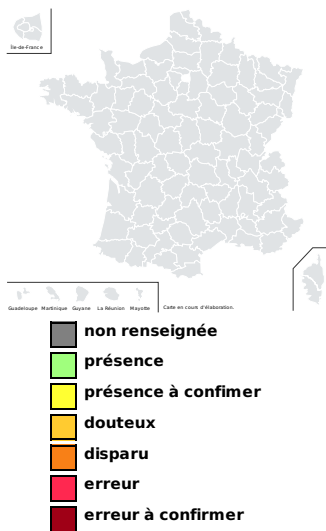 Île-de-France
Guadeloupe Martinique Guyane La Réunion Mayotte
Carte en cours d'élaboration.
non renseignée
présence
présence à confimer
douteux
disparu
erreur
erreur à confirmer